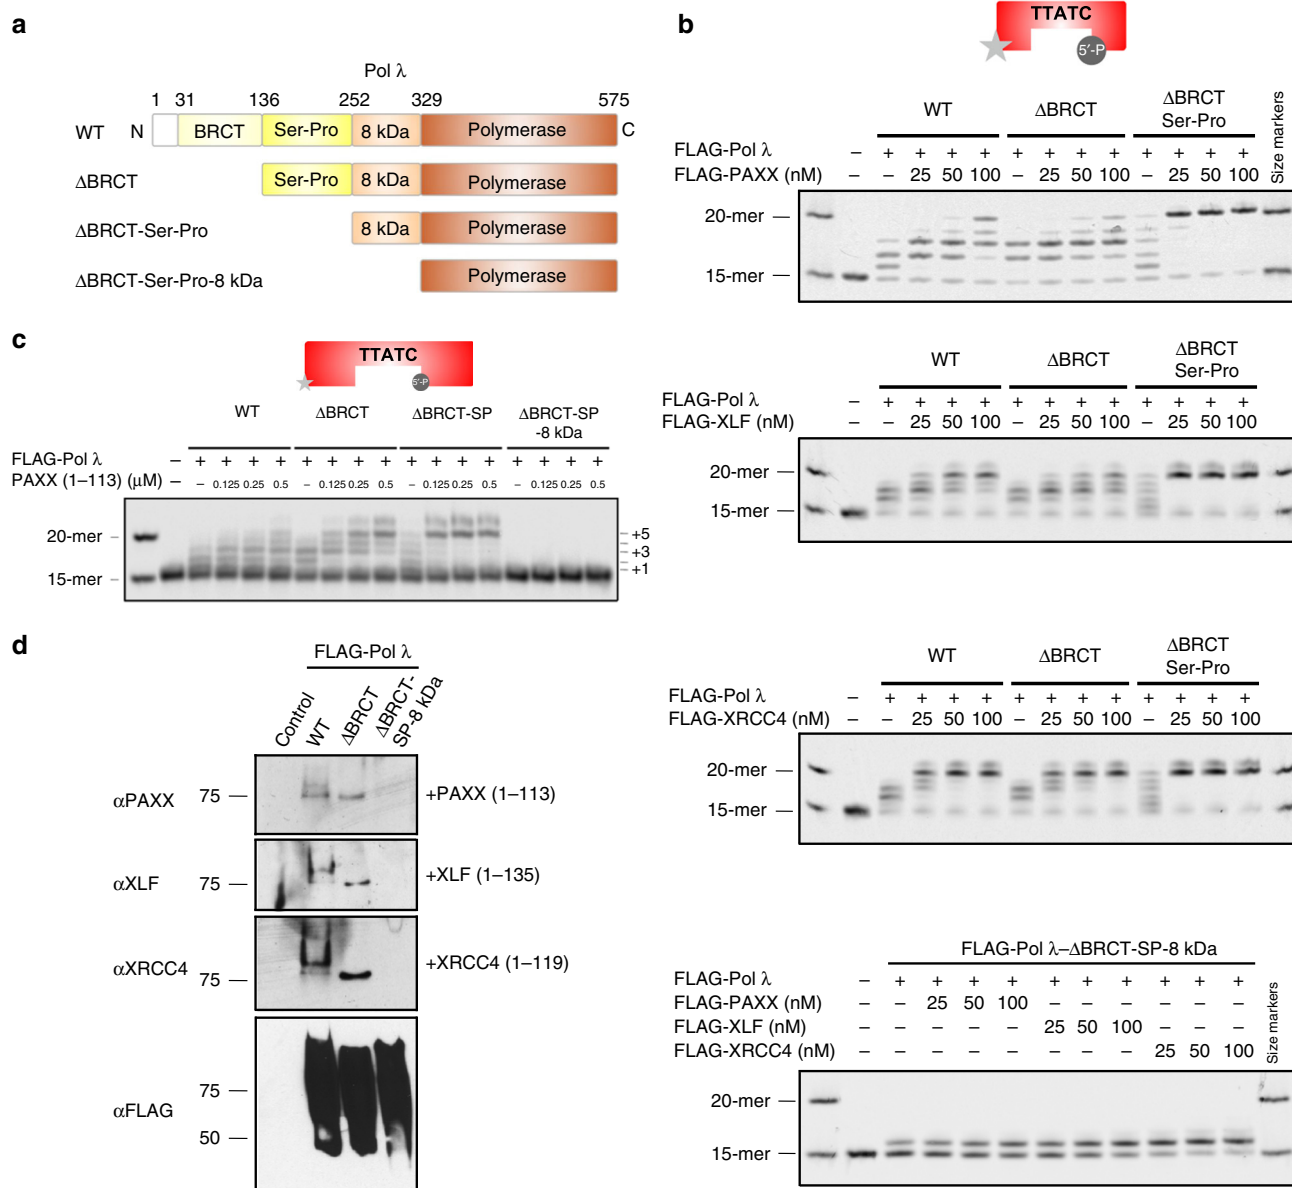 a
Pol λ
1 31 136 252 329 575
WT N BRCT Ser-Pro 8 kDa Polymerase C
ΔBRCT Ser-Pro 8 kDa Polymerase
ΔBRCT-Ser-Pro 8 kDa Polymerase
ΔBRCT-Ser-Pro-8 kDa Polymerase
b
TTATC
5′-P
WT ΔBRCT ΔBRCT Ser-Pro
Size markers
FLAG-Pol λ – + + + + + + + + + + + +
FLAG-PAXX (nM) – – 25 50 100 – 25 50 100 – 25 50 100
20-mer
15-mer
WT ΔBRCT ΔBRCT Ser-Pro
FLAG-Pol λ – + + + + + + + + + + + +
FLAG-XLF (nM) – – 25 50 100 – 25 50 100 – 25 50 100
20-mer
15-mer
WT ΔBRCT ΔBRCT Ser-Pro
FLAG-Pol λ – + + + + + + + + + + + +
FLAG-XRCC4 (nM) – – 25 50 100 – 25 50 100 – 25 50 100
20-mer
15-mer
FLAG-Pol λ–ΔBRCT-SP-8 kDa
FLAG-Pol λ – + + + + + + + + + +
FLAG-PAXX (nM) – – 25 50 100 – – – – – –
FLAG-XLF (nM) – – – – – 25 50 100 – – –
FLAG-XRCC4 (nM) – – – – – – – – 25 50 100
Size markers
20-mer
15-mer
c
TTATC
5′-P
WT ΔBRCT ΔBRCT-SP ΔBRCT-SP
-8 kDa
FLAG-Pol λ – + + + + + + + + + + + + + + + +
PAXX (1–113) (μM) – – 0.125 0.25 0.5 – 0.125 0.25 0.5 – 0.125 0.25 0.5 – 0.125 0.25 0.5
20-mer
15-mer
+5
+3
+1
d
FLAG-Pol λ
Control WT ΔBRCT ΔBRCT-
SP-8 kDa
αPAXX 75 +PAXX (1–113)
αXLF 75 +XLF (1–135)
αXRCC4 75 +XRCC4 (1–119)
75
αFLAG
50